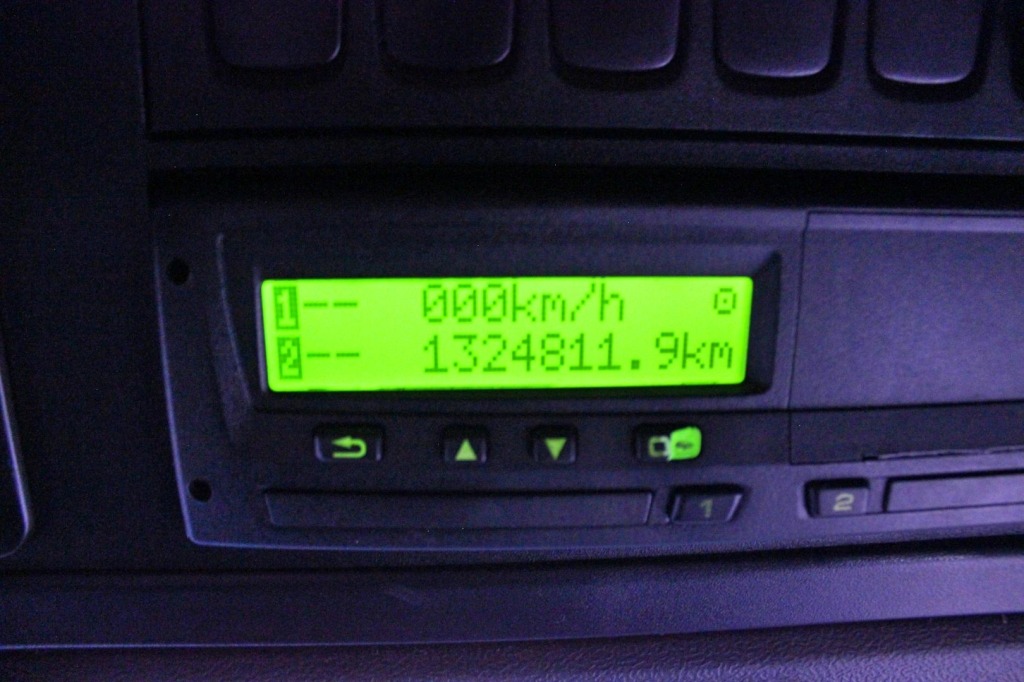 1-- 000km/h
2-- 1324811.9km
1
2